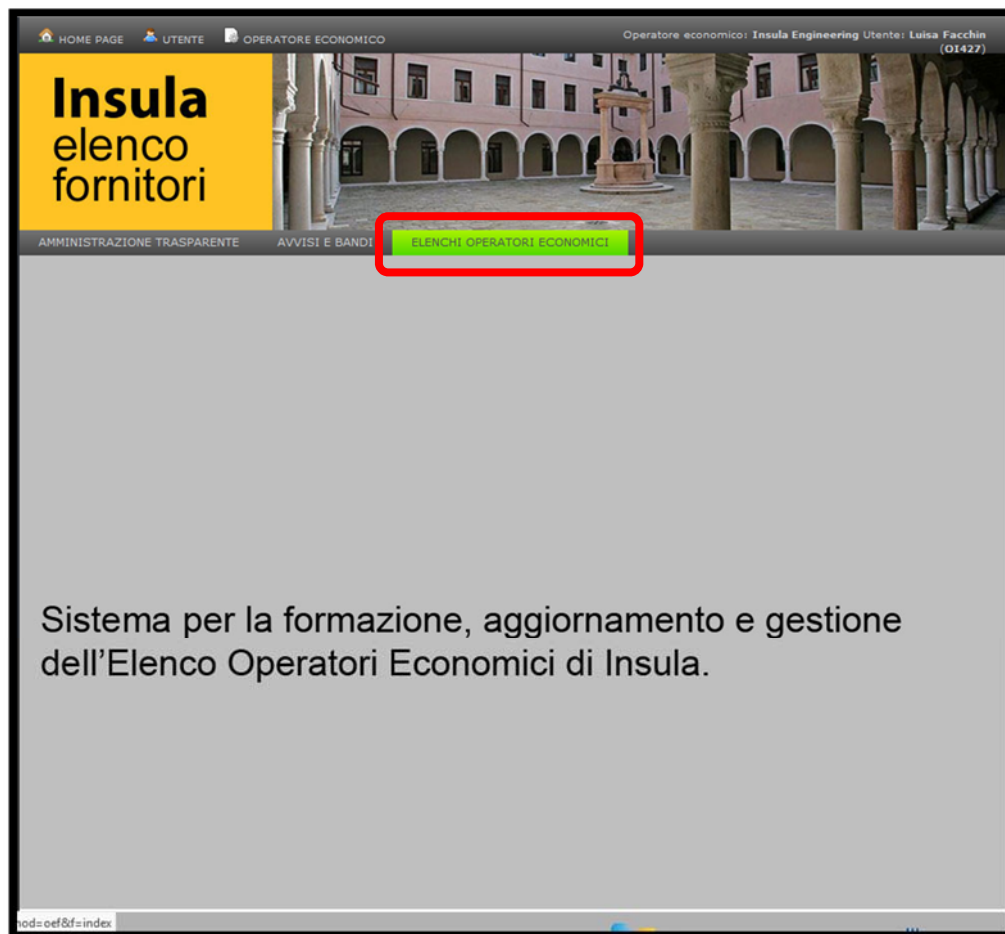 HOME PAGE UTENTE OPERATORE ECONOMICO
Operatore economico: Insula Engineering Utente: Luisa Facchin
(OI427)
Insula
elenco
fornitori
AMMINISTRAZIONE TRASPARENTE AVVISI E BANDI ELENCHI OPERATORI ECONOMICI
Sistema per la formazione, aggiornamento e gestione
dell'Elenco Operatori Economici di Insula.
mod=oef&f=index